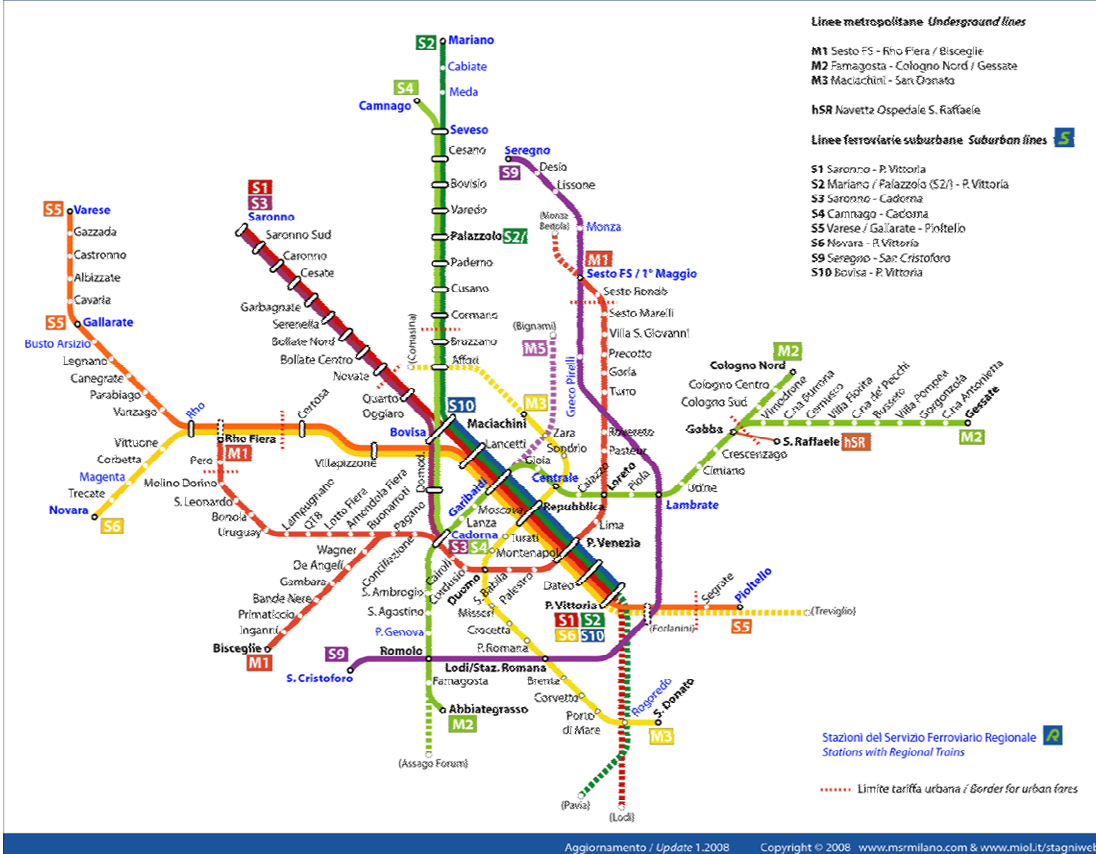 Linee metropolitane Underground lines
M1 Sesto FS - Rho Fiera / Bisceglie
M2 Famagosta - Cologno Nord / Gessate
M3 Maciachini - San Donato
hSR Navetta Ospedale S. Raffaele
Linee ferroviarie suburbane Suburban lines S
S1 Saronno - P. Vittoria
S2 Mariano / Palazzolo (S2/) - P. Vittoria
S3 Saronno - Cadorna
S4 Camnago - Cadorna
S5 Varese / Gallarate - Pioltello
S6 Novara - P. Vittoria
S9 Seregno - San Cristoforo
S10 Bovisa - P. Vittoria
S2 Mariano
Cabiate
Meda
S4
Camnago
Seveso
Cesano
Bovisio
Varedo
Palazzolo S2/
Paderno
Cusano
Cormano
Bruzzano
Affori
(Comasina)
Seregno
S9
Desio
Lissone
Monza
(Monza
Bettola)
M1
Sesto FS / 1° Maggio
Sesto Rondò
Sesto Marelli
Villa S. Giovanni
Precotto
Gorla
Turro
Rovereto
Pasteur
Loreto
Greco Pirelli
(Bignami)
M5
S1
S3
Saronno
Saronno Sud
Caronno
Cesate
Garbagnate
Serenella
Bollate Nord
Bollate Centro
Novate
Quarto
Oggiaro
Bovisa
S5 Varese
Gazzada
Castronno
Albizzate
Cavaria
S5 Gallarate
Busto Arsizio
Legnano
Canegrate
Parabiago
Vanzago
Rho
Vittuone
Corbetta
Magenta
Trecate
Novara
S6
Rho Fiera
M1
Pero
Molino Dorino
S. Leonardo
Bonola
Uruguay
Lampugnano
QT8
Lotto Fiera
Amendola Fiera
Buonarroti
Pagano
Conciliazione
Wagner
De Angeli
Gambara
Bande Nere
Primaticcio
Inganni
Bisceglie
M1
Certosa
Villapizzone
S10
Maciachini
M3
Lancetti
Zara
Sondrio
Gioia
Centrale
Caiazzo
Piola
Lambrate
Udine
Cimiano
Crescenzago
Gobba
S. Raffaele hSR
Cologno Nord
M2
Cologno Centro
Cologno Sud
Vimodrone
C.na Burrona
Cernusco
Villa Fiorita
C.na de' Pecchi
Bussero
Villa Pompea
Gorgonzola
C.na Antonietta
Gessate
M2
Domod.
Garibaldi
Moscova
Lanza
Cadorna
S3 S4
Repubblica
Turati
Montenapol.
Lima
P. Venezia
Cairoli
Cordusio
Duomo
S. Babila
Palestro
Dateo
P. Vittoria
S1 S2
S6 S10
S. Ambrogio
S. Agostino
P. Genova
Missori
Crocetta
P. Romana
Romolo
S9
S. Cristoforo
Lodi/Staz. Romana
Famagosta
Abbiategrasso
M2
(Assago Forum)
Brenta
Corvetto
Porto
di Mare
Rogoredo
S. Donato
M3
(Forlanini)
Segrate
Pioltello
S5
(Treviglio)
(Pavia)
(Lodi)
Stazioni del Servizio Ferroviario Regionale R
Stations with Regional Trains
Limite tariffa urbana / Border for urban fares
Aggiornamento / Update 1.2008 Copyright © 2008 www.msrmilano.com & www.miol.it/stagniweb